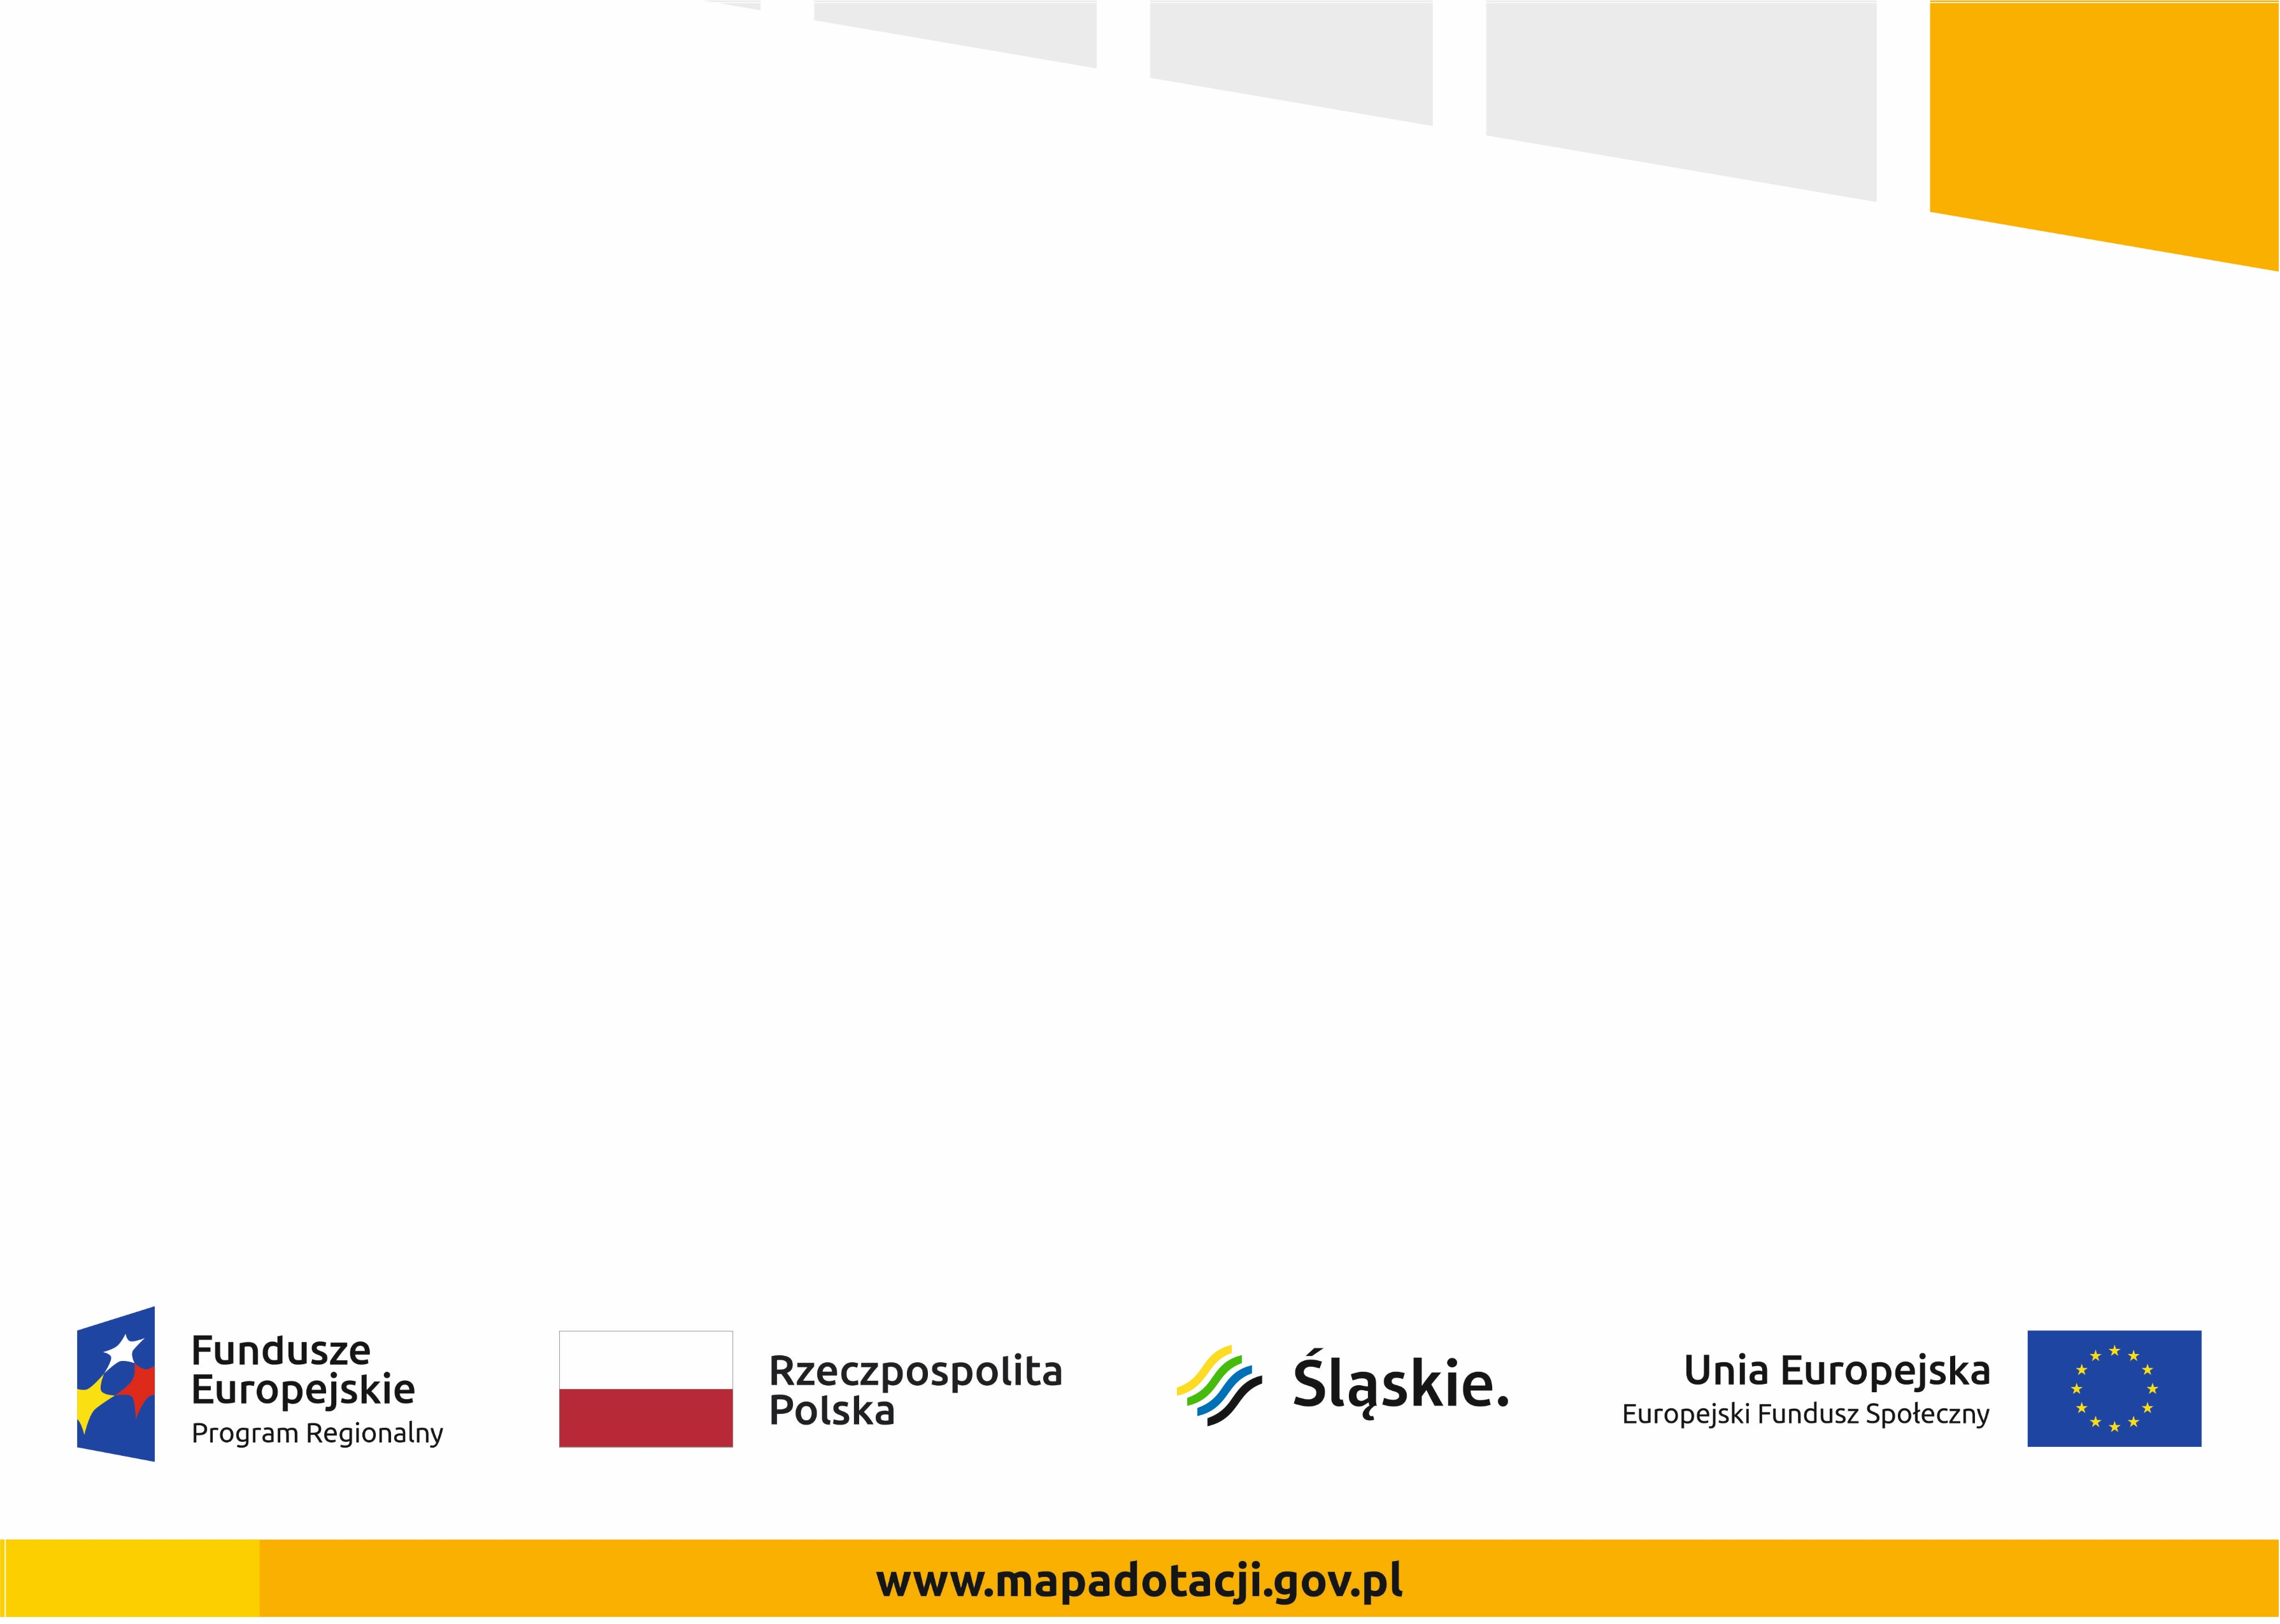 Fundusze
Europejskie
Program Regionalny
Rzeczpospolita
Polska
Śląskie.
Unia Europejska
Europejski Fundusz Społeczny
www.mapadotacji.gov.pl